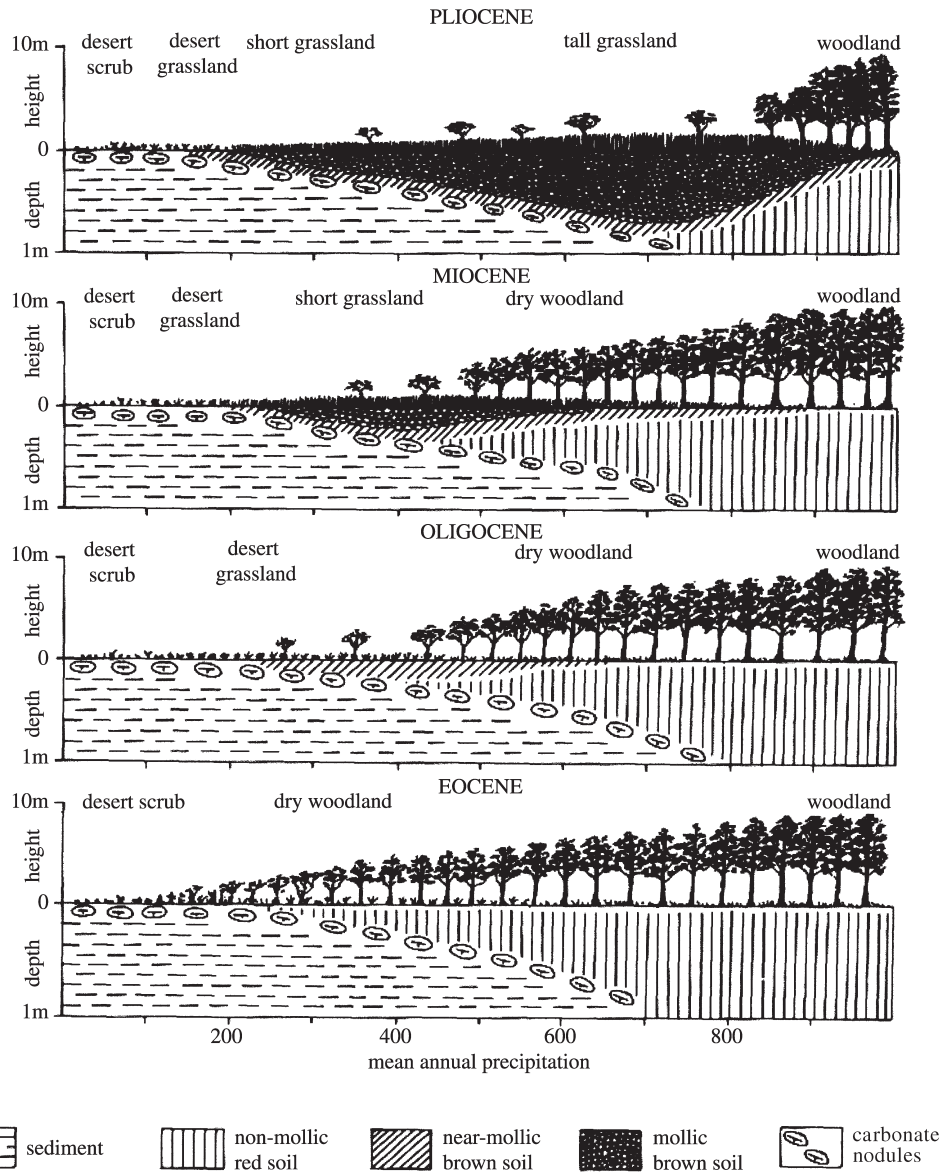 PLIOCENE
10m
desert
scrub
desert
grassland
short grassland
tall grassland
woodland
height
0
depth
1m
MIOCENE
10m
desert
scrub
desert
grassland
short grassland
dry woodland
woodland
height
0
depth
1m
OLIGOCENE
10m
desert
scrub
desert
grassland
dry woodland
woodland
height
0
depth
1m
EOCENE
10m
desert scrub
dry woodland
woodland
height
0
depth
1m
200 400 600 800
mean annual precipitation
sediment
non-mollic
red soil
near-mollic
brown soil
mollic
brown soil
carbonate
nodules